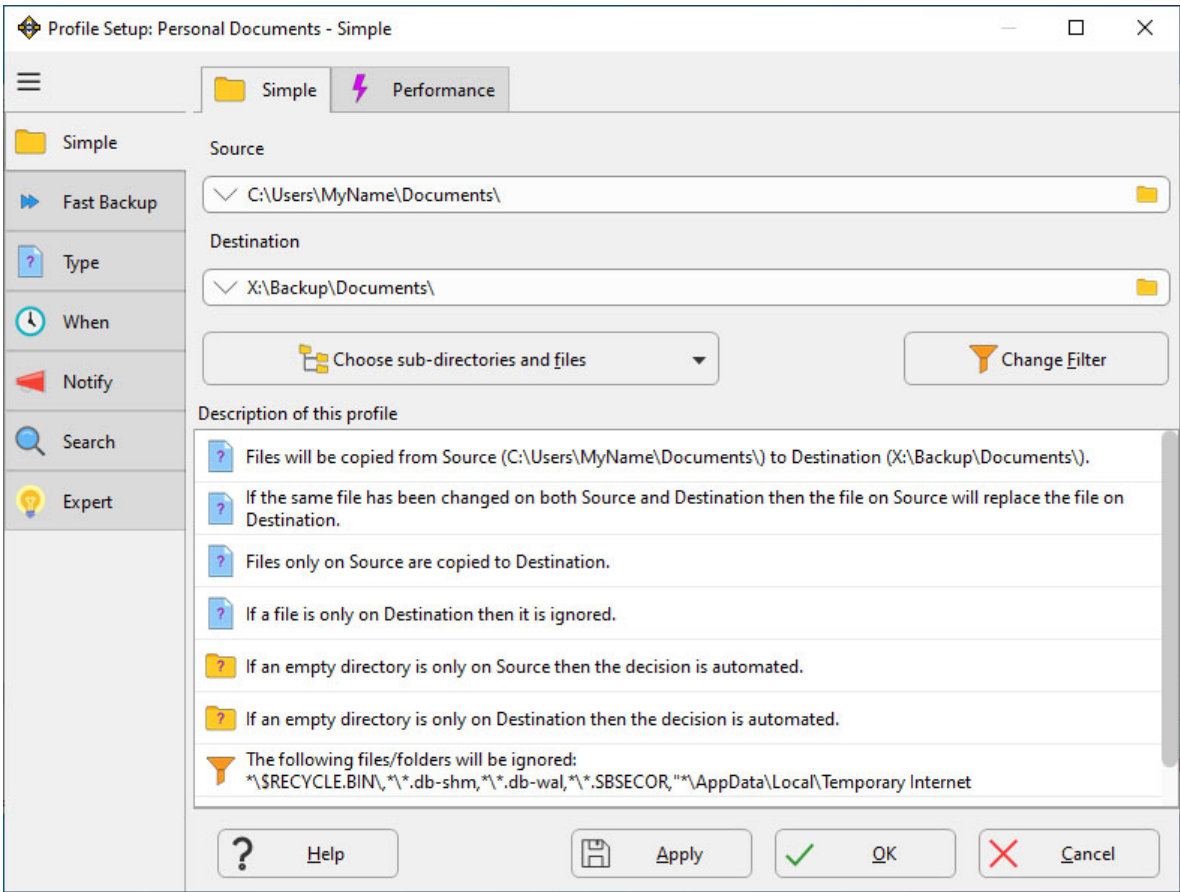 Profile Setup: Personal Documents - Simple
Simple
Performance
Simple
Fast Backup
Type
When
Notify
Search
Expert
Source
C:\Users\MyName\Documents\
Destination
X:\Backup\Documents\
Choose sub-directories and files
Change Filter
Description of this profile
Files will be copied from Source (C:\Users\MyName\Documents\) to Destination (X:\Backup\Documents\).
If the same file has been changed on both Source and Destination then the file on Source will replace the file on
Destination.
Files only on Source are copied to Destination.
If a file is only on Destination then it is ignored.
If an empty directory is only on Source then the decision is automated.
If an empty directory is only on Destination then the decision is automated.
The following files/folders will be ignored:
*\$RECYCLE.BIN\,*\*.db-shm,*\*.db-wal,*\*.SBSECOR,"*\AppData\Local\Temporary Internet
Help
Apply
OK
Cancel